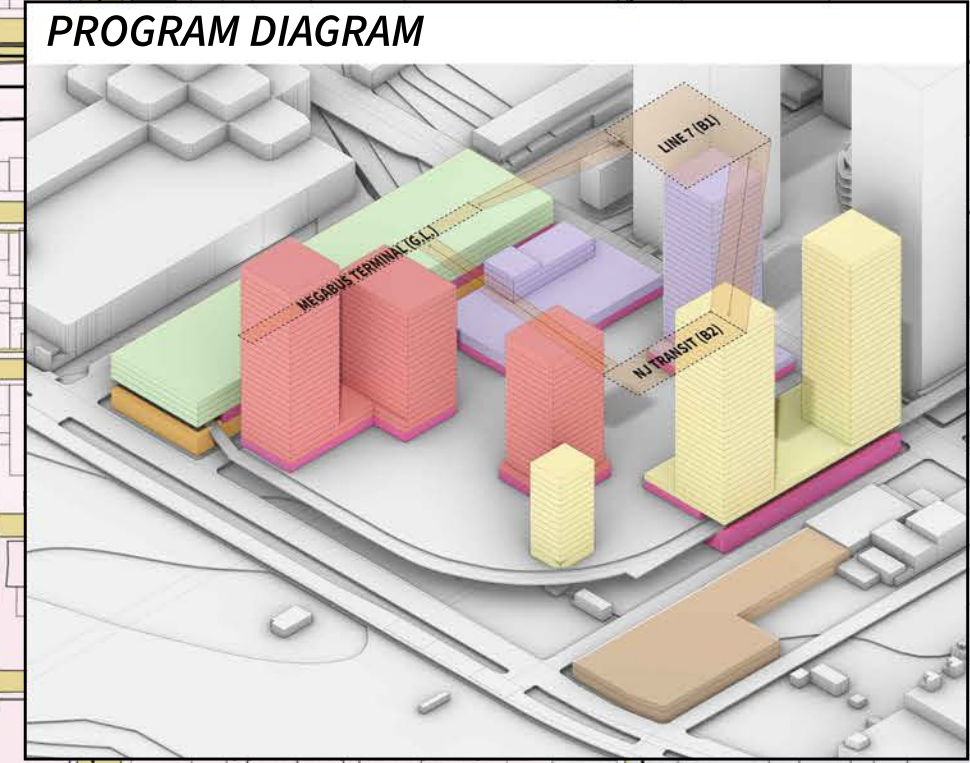 PROGRAM DIAGRAM
LINE 7 (B1)
MEGABUS TERMINAL (G.L.)
NJ TRANSIT (B2)